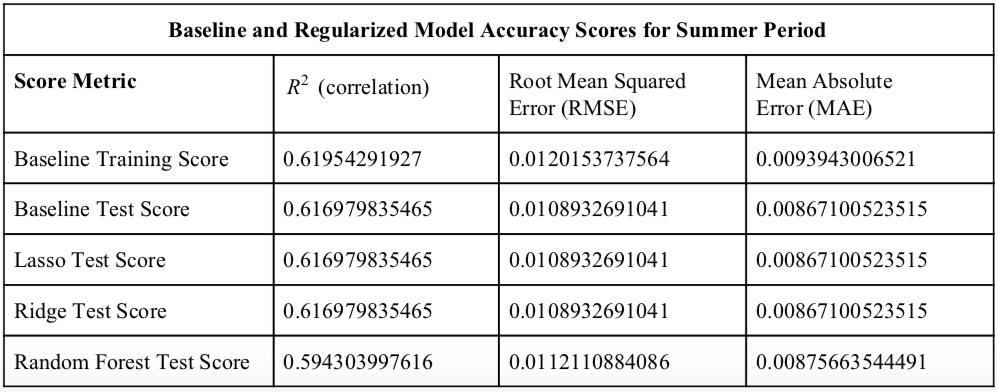 Baseline and Regularized Model Accuracy Scores for Summer Period
Score Metric
R² (correlation)
Root Mean Squared
Error (RMSE)
Mean Absolute
Error (MAE)
Baseline Training Score
0.61954291927
0.0120153737564
0.0093943006521
Baseline Test Score
0.616979835465
0.0108932691041
0.00867100523515
Lasso Test Score
0.616979835465
0.0108932691041
0.00867100523515
Ridge Test Score
0.616979835465
0.0108932691041
0.00867100523515
Random Forest Test Score
0.594303997616
0.0112110884086
0.00875663544491